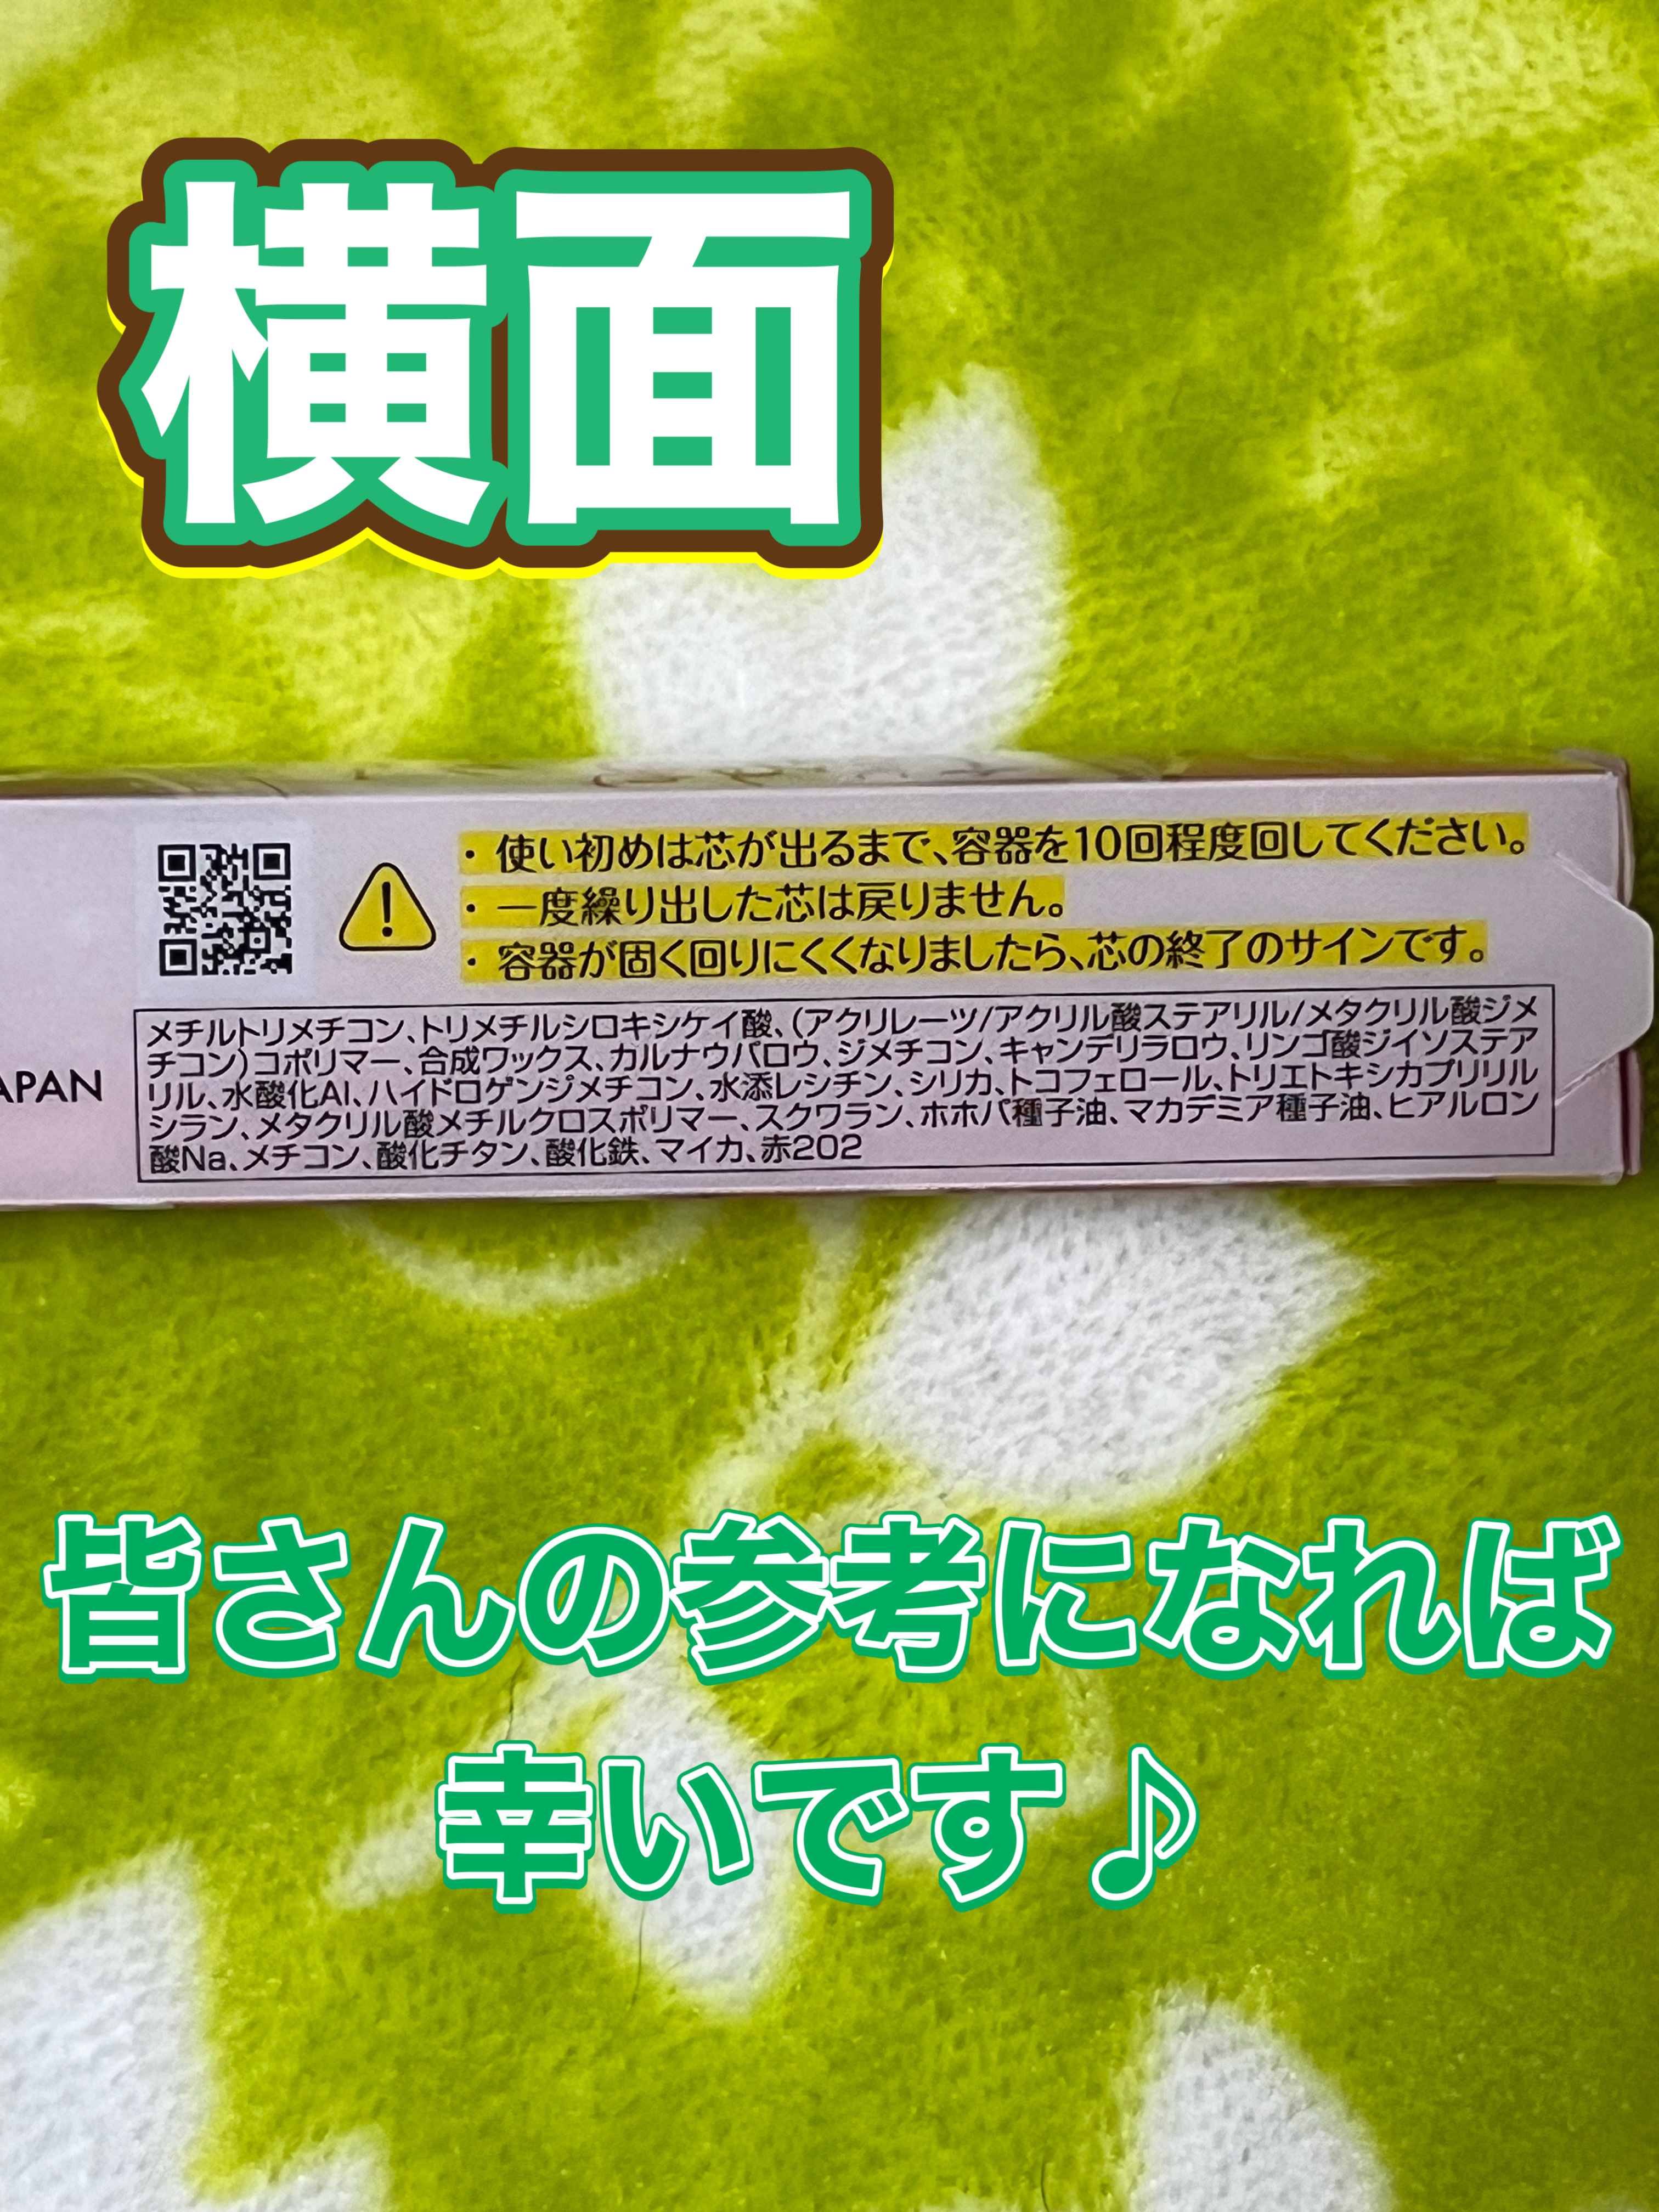 横面
・使い初めは芯が出るまで、容器を10回程度回してください。
・一度繰り出した芯は戻りません。
・容器が固く回りにくくなりましたら、芯の終了のサインです。
メチルトリメチコン、トリメチルシロキシケイ酸、(アクリレーツ/アクリル酸ステアリル/メタクリル酸ジメ
チコン)コポリマー、合成ワックス、カルナウバロウ、ジメチコン、キャンデリラロウ、リンゴ酸ジイソステア
リル、水酸化Al、ハイドロゲンジメチコン、水添レシチン、シリカ、トコフェロール、トリエトキシカプリリル
シラン、メタクリル酸メチルクロスポリマー、スクワラン、ホホバ種子油、マカデミア種子油、ヒアルロン
酸Na、メチコン、酸化チタン、酸化鉄、マイカ、赤202
APAN
皆さんの参考になれば
幸いです♪